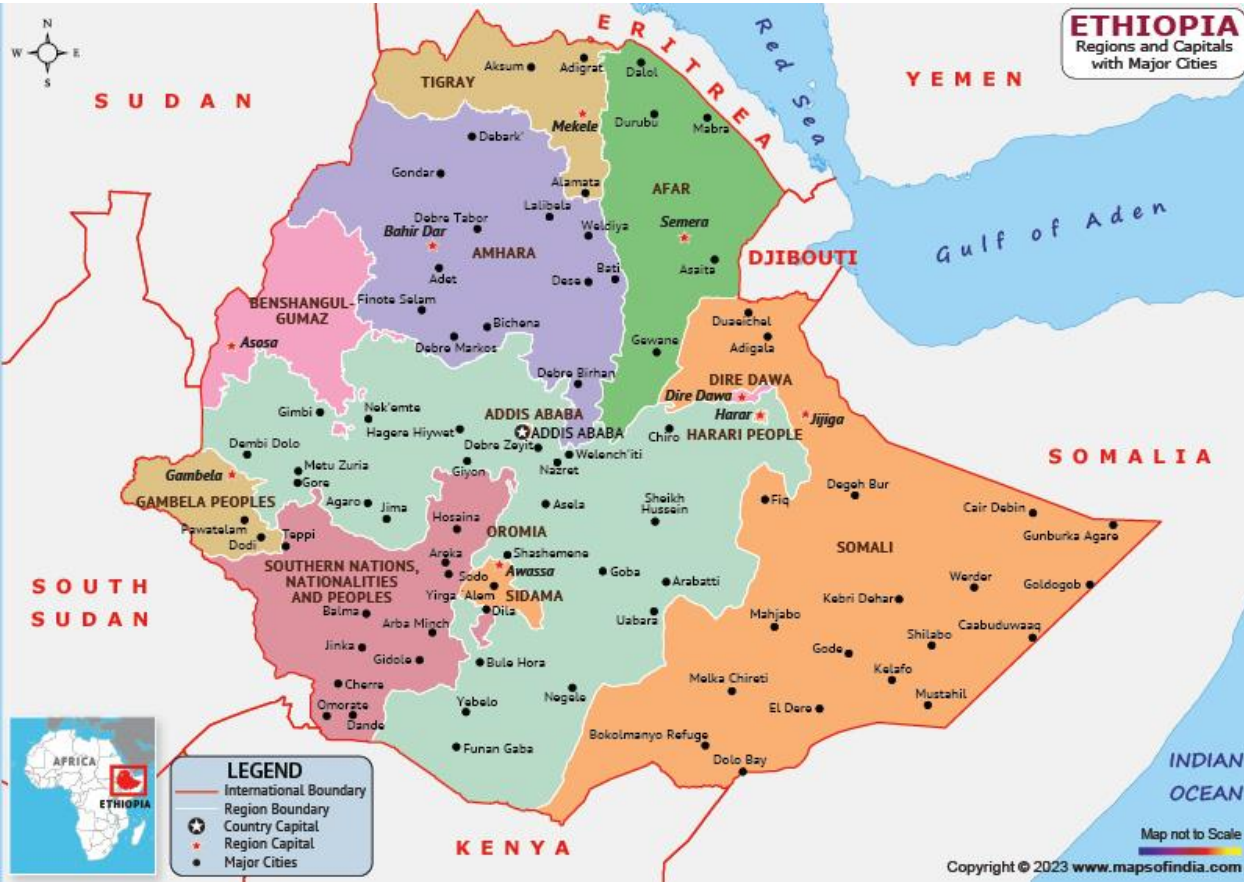 N
W E
S
ETHIOPIA
Regions and Capitals
with Major Cities
SUDAN
ERITREA
Red Sea
YEMEN
Aksum
Adigrat
Dalol
TIGRAY
Mekele
Durubu
Mabra
Debark'
Gondar
Alamata
AFAR
Lalibela
Debre Tabor
Semera
Bahir Dar
Weldiya
Gulf of Aden
AMHARA
DJIBOUTI
Adet
Dese
Bati
Asaita
BENSHANGUL-
GUMAZ
Finote Selam
Bichena
Duaeichel
Asosa
Debre Markos
Gewane
Adigala
Debre Birhan
DIRE DAWA
Dire Dawa
Gimbi
Nek'emte
ADDIS ABABA
Harar
Jijiga
Hagere Hiywet
ADDIS ABABA
Chiro
HARARI PEOPLE
Dembi Dolo
Debre Zeyit
Welench'iti
SOMALIA
Metu Zuria
Giyon
Nazret
Gambela
Gore
Degeh Bur
GAMBELA PEOPLES
Agaro
Jima
Asela
Sheikh
Hussein
Fiq
Cair Debin
Pawatelam
Hosaina
Gunburka Agare
Dodi
Teppi
OROMIA
SOMALI
Areka
Shashemene
SOUTHERN NATIONS,
NATIONALITIES
AND PEOPLES
Sodo
Awassa
Goba
Arabatti
Werder
Goldogob
SOUTH
SUDAN
Yirga 'Alem
SIDAMA
Kebri Dehar
Balma
Dila
Uabara
Mahjabo
Caabuduwaaq
Arba Minch
Shilabo
Jinka
Gode
Gidole
Bule Hora
Kelafo
Cherre
Negele
Melka Chireti
Mustahil
Omorate
Dande
Yebelo
El Dere
Funan Gaba
Bokolmanyo Refuge
Dolo Bay
AFRICA
ETHIOPIA
LEGEND
International Boundary
Region Boundary
Country Capital
Region Capital
Major Cities
KENYA
INDIAN
OCEAN
Map not to Scale
Copyright © 2023 www.mapsofindia.com